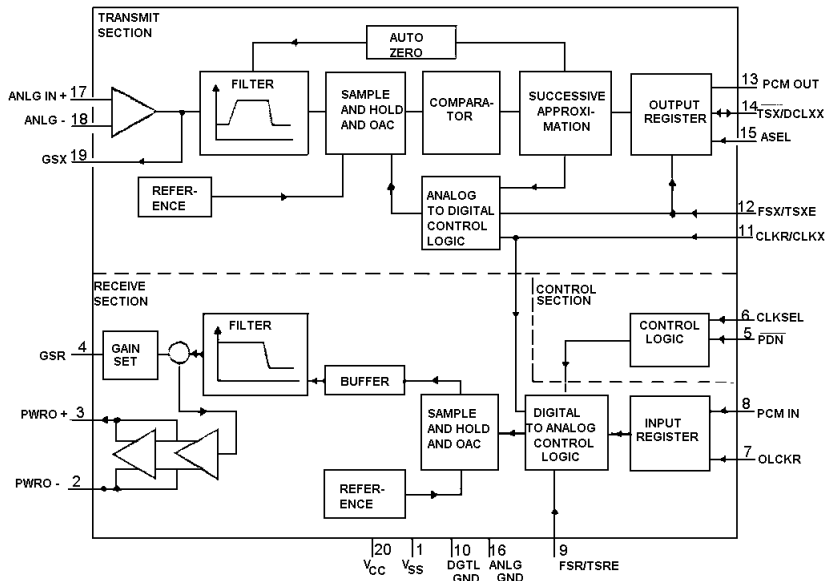 TRANSMIT
SECTION
AUTO
ZERO
13 PCM OUT
ANLG IN + 17
FILTER
SAMPLE
AND HOLD
AND OAC
COMPARA-
TOR
SUCCESSIVE
APPROXI-
MATION
OUTPUT
REGISTER
14 TSX/DCLXX
ANLG - 18
15 ASEL
GSX 19
REFER-
ENCE
ANALOG
TO DIGITAL
CONTROL
LOGIC
12 FSX/TSXE
11 CLKR/CLKX
RECEIVE
SECTION
CONTROL
SECTION
FILTER
6 CLKSEL
CONTROL
LOGIC
5 PDN
GSR 4
GAIN
SET
BUFFER
PWRO + 3
SAMPLE
AND HOLD
AND OAC
DIGITAL
TO ANALOG
CONTROL
LOGIC
INPUT
REGISTER
8 PCM IN
7 OLCKR
PWRO - 2
REFER-
ENCE
20
VCC
1
VSS
10
DGTL
GND
16
ANLG
GND
9
FSR/TSRE